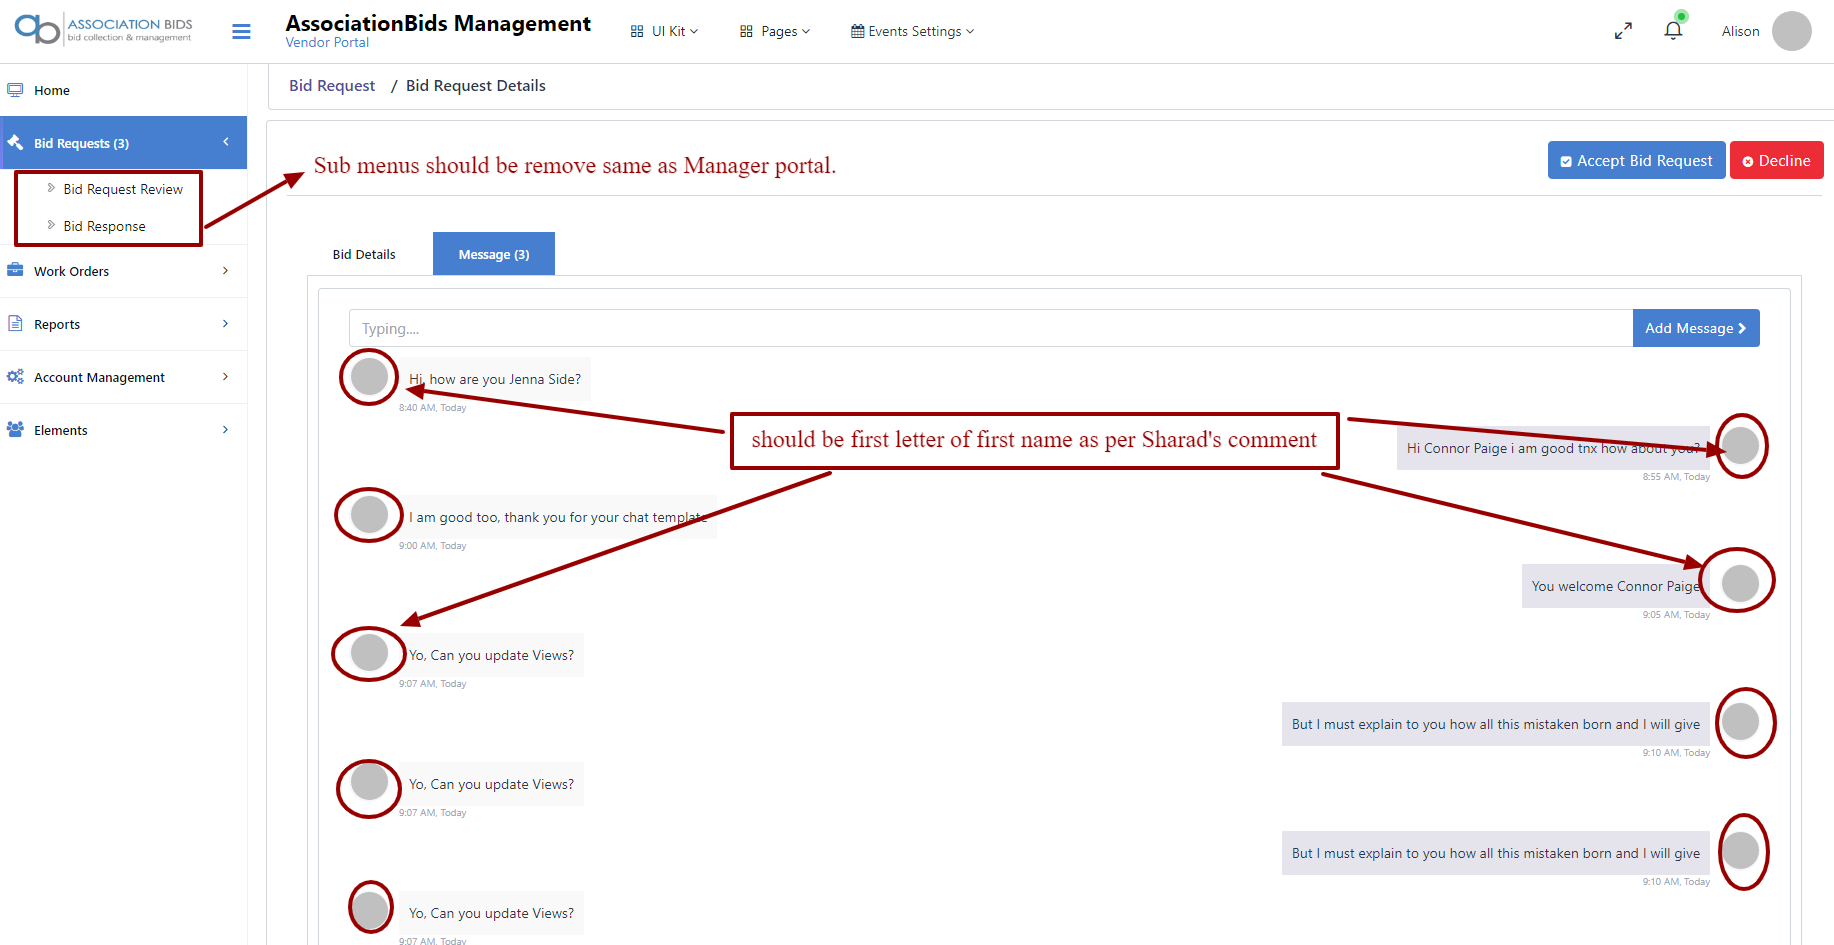 ASSOCIATION BIDS
bid collection & management
AssociationBids Management
Vendor Portal
UI Kit
Pages
Events Settings
Alison
Home
Bid Requests (3)
Bid Request Review
Bid Response
Work Orders
Reports
Account Management
Elements
Bid Request / Bid Request Details
Sub menus should be remove same as Manager portal.
Accept Bid Request
Decline
Bid Details
Message (3)
Typing....
Add Message
Hi, how are you Jenna Side?
8:40 AM, Today
should be first letter of first name as per Sharad's comment
Hi Connor Paige i am good tnx how about you?
8:55 AM, Today
I am good too, thank you for your chat template
9:00 AM, Today
You welcome Connor Paige
9:05 AM, Today
Yo, Can you update Views?
9:07 AM, Today
But I must explain to you how all this mistaken born and I will give
9:10 AM, Today
Yo, Can you update Views?
9:07 AM, Today
But I must explain to you how all this mistaken born and I will give
9:10 AM, Today
Yo, Can you update Views?
9:07 AM, Today